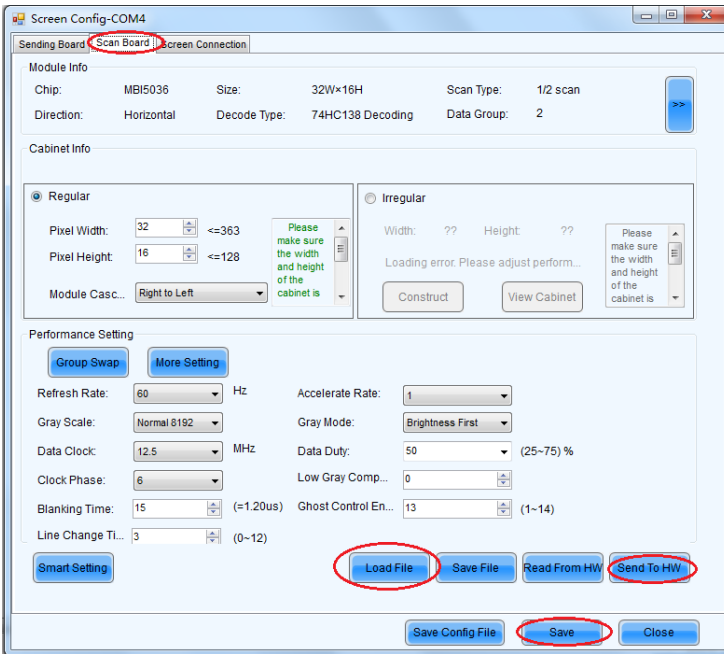 Screen Config-COM4
Sending Board Scan Board Screen Connection
Module Info
Chip: MBI5036 Size: 32W×16H Scan Type: 1/2 scan
Direction: Horizontal Decode Type: 74HC138 Decoding Data Group: 2
>>
Cabinet Info
Regular
Pixel Width: 32 <=363
Pixel Height: 16 <=128
Module Casc... Right to Left
Please
make sure
the width
and height
of the
cabinet is
Irregular
Width: ?? Height: ??
Loading error. Please adjust perform...
Construct View Cabinet
Please
make sure
the width
and height
of the
cabinet is
Performance Setting
Group Swap More Setting
Refresh Rate: 60 Hz Accelerate Rate: 1
Gray Scale: Normal 8192 Gray Mode: Brightness First
Data Clock: 12.5 MHz Data Duty: 50 (25~75) %
Clock Phase: 6 Low Gray Comp... 0
Blanking Time: 15 (=1.20us) Ghost Control En... 13 (1~14)
Line Change Ti... 3 (0~12)
Smart Setting Load File Save File Read From HW Send To HW
Save Config File Save Close